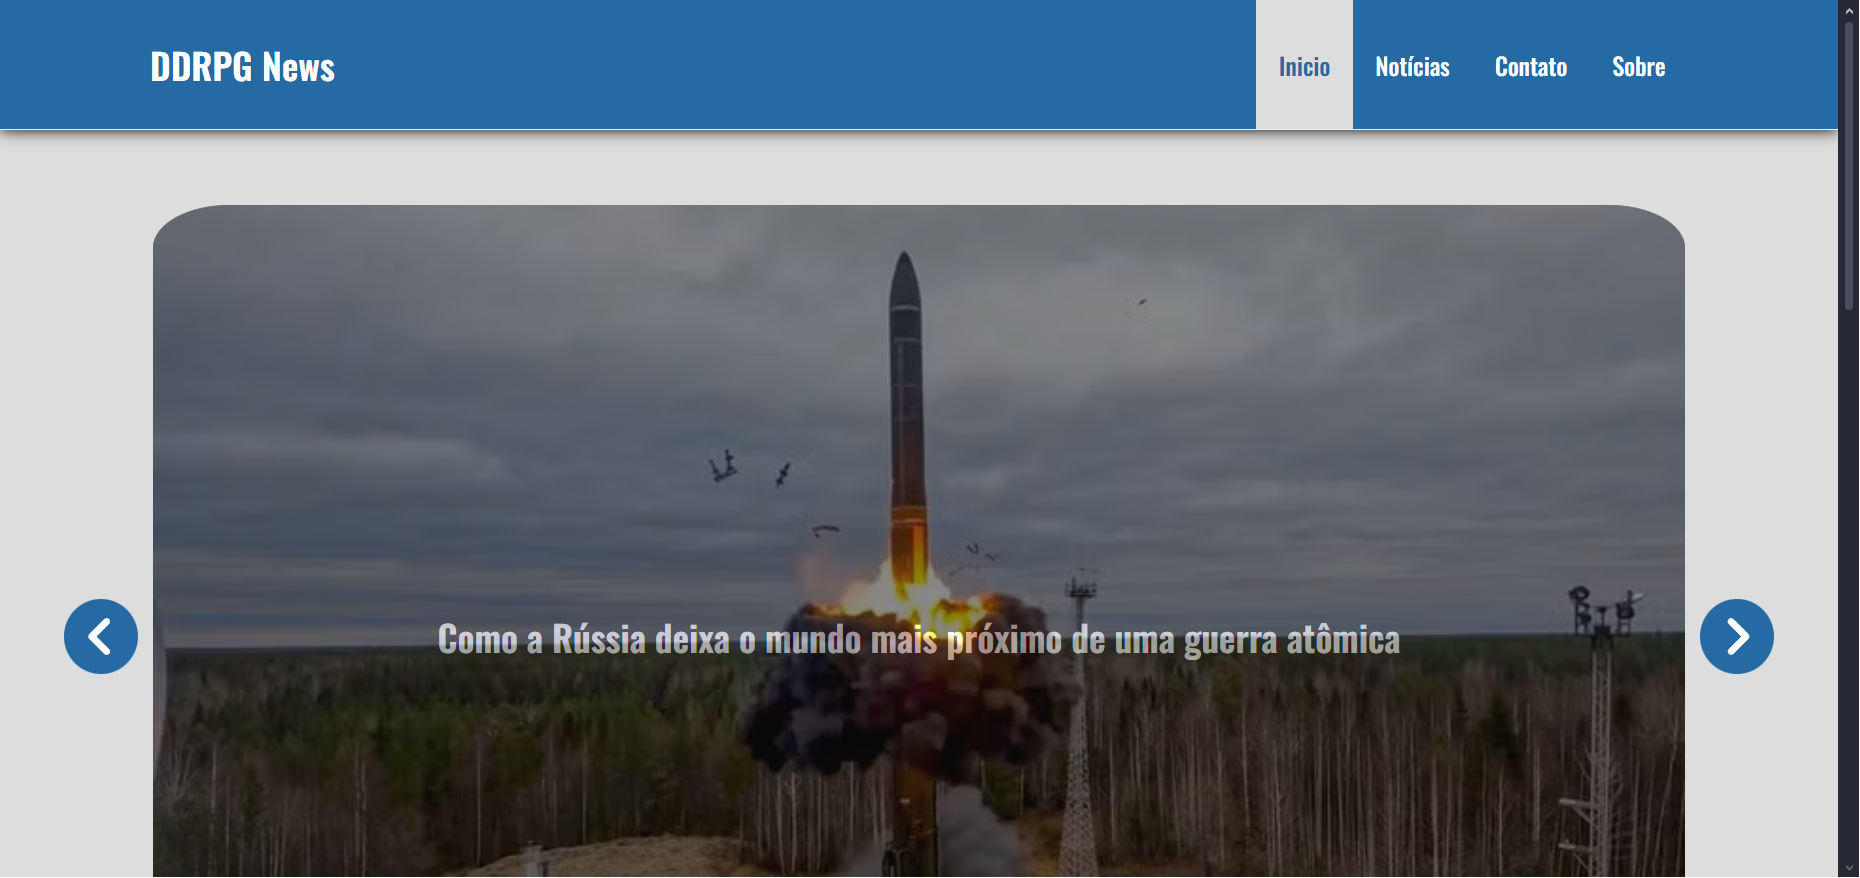 DDRPG News
Inicio
Notícias
Contato
Sobre
Como a Rússia deixa o mundo mais próximo de uma guerra atômica